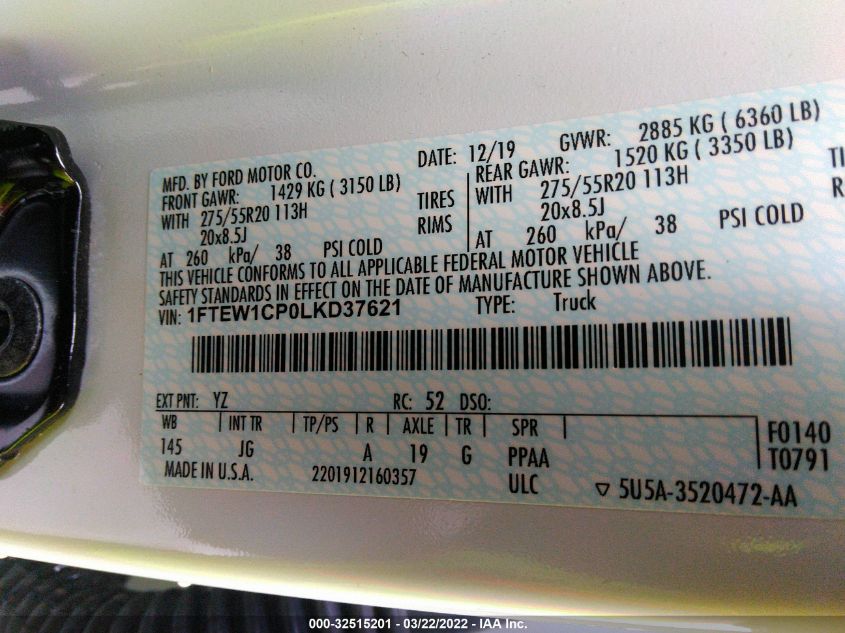 MFD. BY FORD MOTOR CO. DATE: 12/19 GVWR: 2885 KG ( 6360 LB)
FRONT GAWR: 1429 KG ( 3150 LB) REAR GAWR: 1520 KG ( 3350 LB)
WITH 275/55R20 113H TIRES WITH 275/55R20 113H TI
20x8.5J RIMS 20x8.5J R
AT 260 kPa/ 38 PSI COLD AT 260 kPa/ 38 PSI COLD
THIS VEHICLE CONFORMS TO ALL APPLICABLE FEDERAL MOTOR VEHICLE
SAFETY STANDARDS IN EFFECT ON THE DATE OF MANUFACTURE SHOWN ABOVE.
VIN: 1FTEW1CP0LKD37621 TYPE: Truck
EXT PNT: YZ RC: 52 DSO:
WB INT TR TP/PS R AXLE TR SPR F0140
145 JG A 19 G PPAA T0791
MADE IN U.S.A. 2201912160357 ULC ▽ 5U5A-3520472-AA
000-32515201 - 03/22/2022 - IAA Inc.